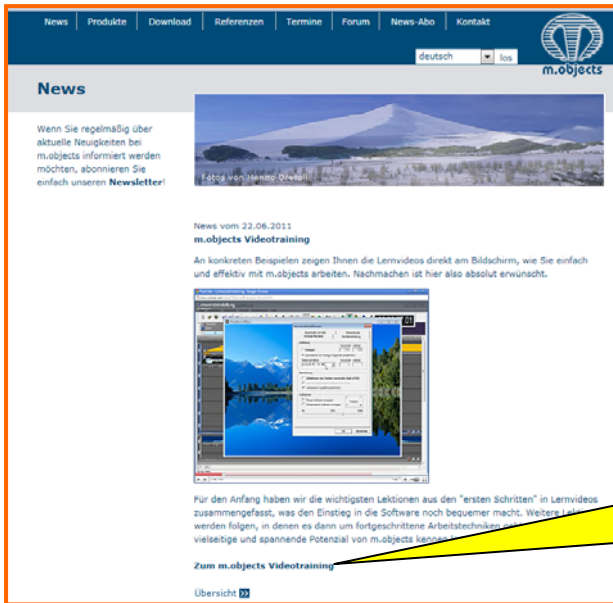 News Produkte Download Referenzen Termine Forum News-Abo Kontakt
deutsch los
m.objects
News
Wenn Sie regelmäßig über
aktuelle Neuigkeiten bei
m.objects informiert werden
möchten, abonnieren Sie
einfach unseren Newsletter!
Fotos von Henno Drefall
News vom 22.06.2011
m.objects Videotraining
An konkreten Beispielen zeigen Ihnen die Lernvideos direkt am Bildschirm, wie Sie einfach
und effektiv mit m.objects arbeiten. Nachmachen ist hier also absolut erwünscht.
Für den Anfang haben wir die wichtigsten Lektionen aus den "ersten Schritten" in Lernvideos
zusammengefasst, was den Einstieg in die Software noch bequemer macht. Weitere
werden folgen, in denen es dann um fortgeschrittene Arbeitstechniken
vielseitige und spannende Potenzial von m.objects kennen
Zum m.objects Videotraining
Übersicht